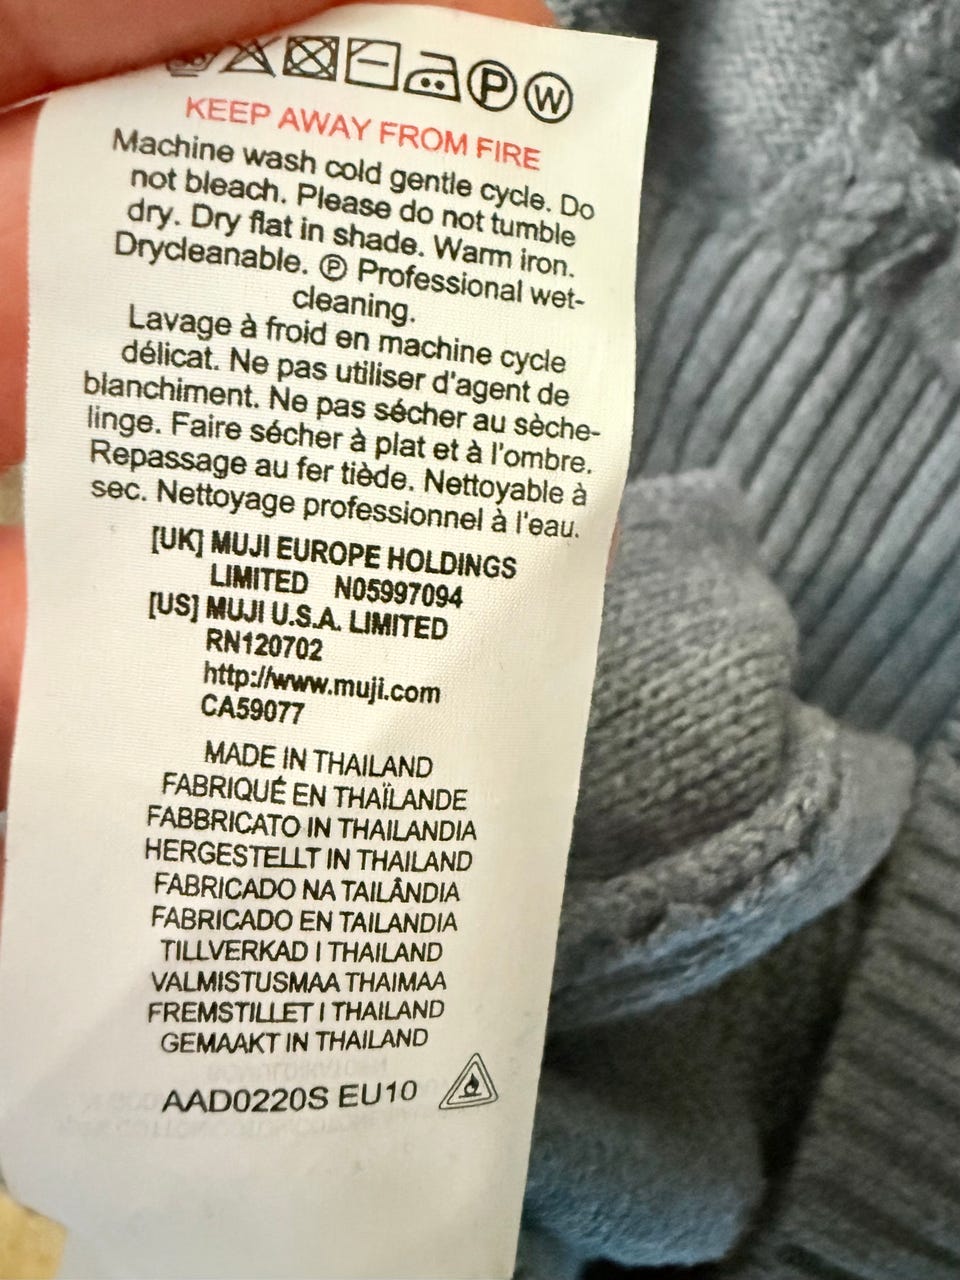 P W
KEEP AWAY FROM FIRE
Machine wash cold gentle cycle. Do
not bleach. Please do not tumble
dry. Dry flat in shade. Warm iron.
Drycleanable. Ⓟ Professional wet-
cleaning.
Lavage à froid en machine cycle
délicat. Ne pas utiliser d'agent de
blanchiment. Ne pas sécher au sèche-
linge. Faire sécher à plat et à l'ombre.
Repassage au fer tiède. Nettoyable à
sec. Nettoyage professionnel à l'eau.
[UK] MUJI EUROPE HOLDINGS
LIMITED N05997094
[US] MUJI U.S.A. LIMITED
RN120702
http://www.muji.com
CA59077
MADE IN THAILAND
FABRIQUÉ EN THAÏLANDE
FABBRICATO IN THAILANDIA
HERGESTELLT IN THAILAND
FABRICADO NA TAILÂNDIA
FABRICADO EN TAILANDIA
TILLVERKAD I THAILAND
VALMISTUSMAA THAIMAA
FREMSTILLET I THAILAND
GEMAAKT IN THAILAND
AAD0220S EU10